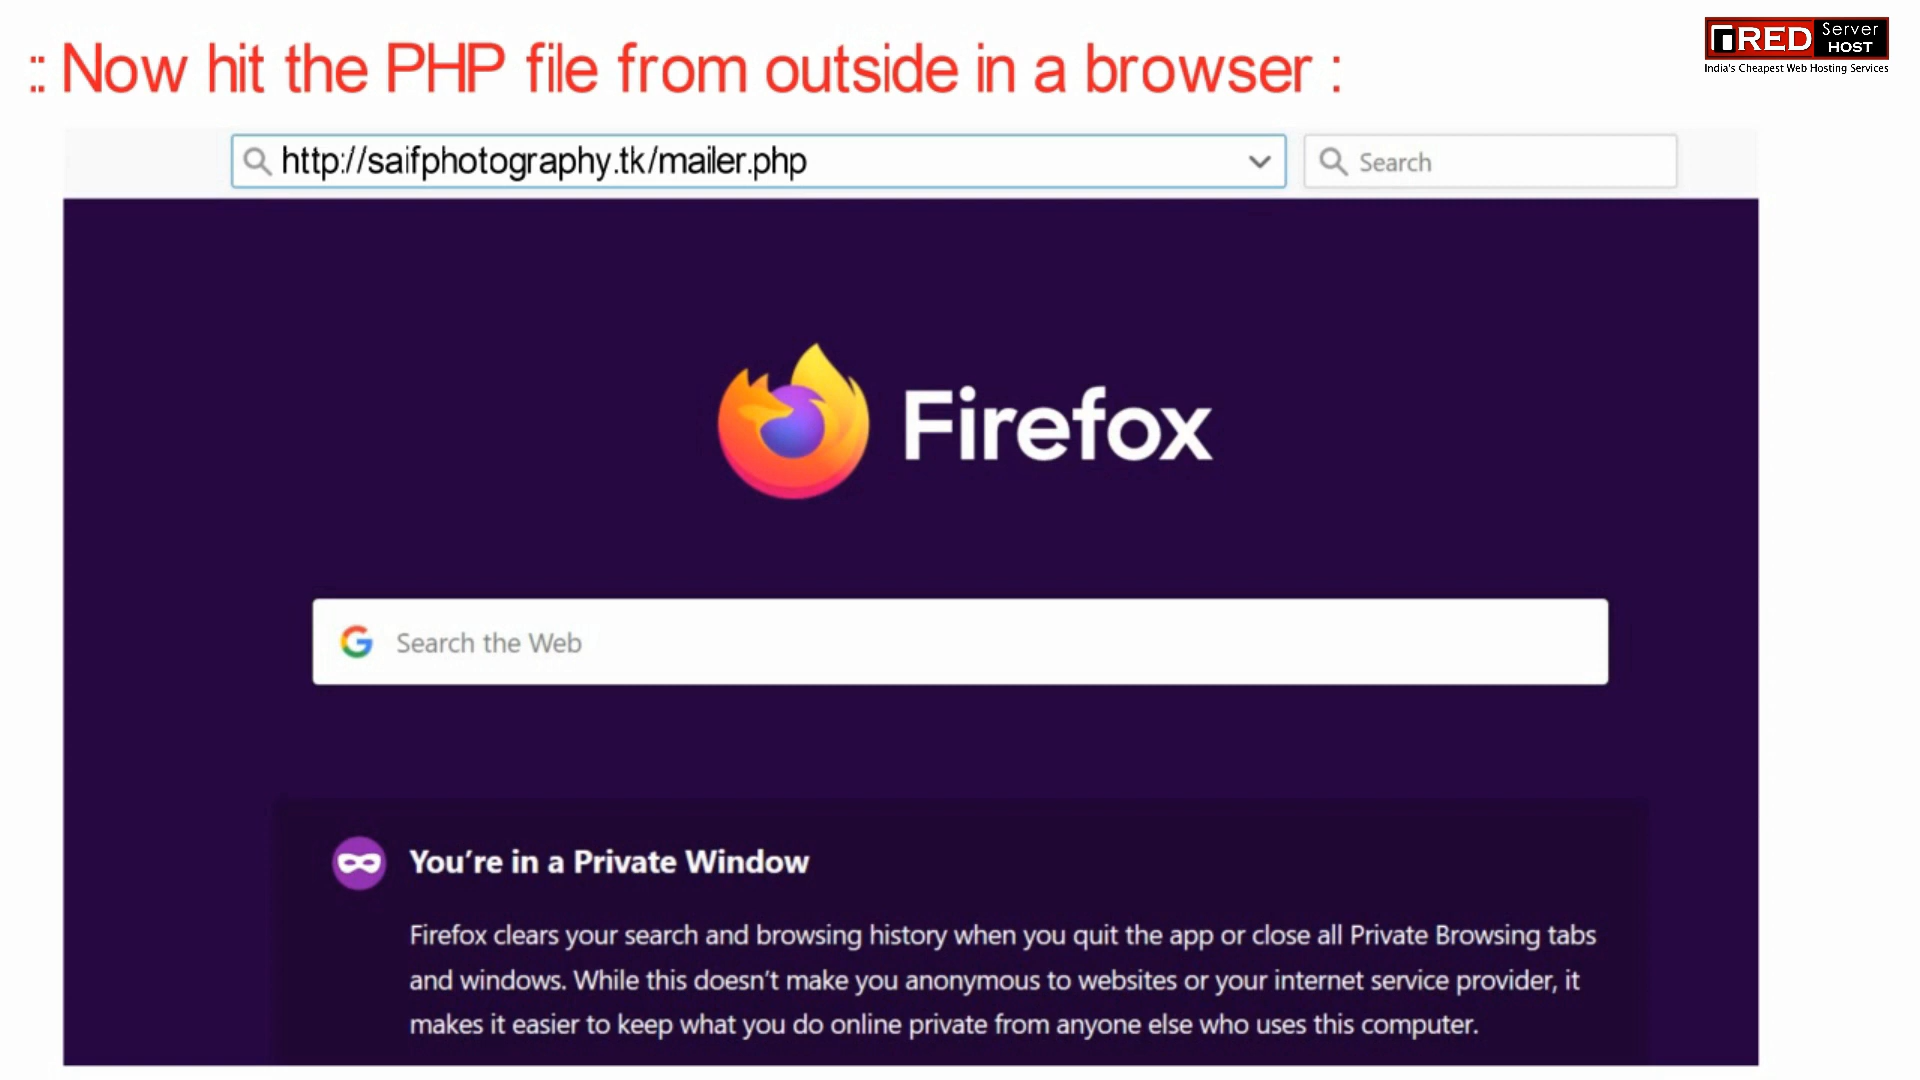 :: Now hit the PHP file from outside in a browser :
RED Server HOST
India's Cheapest Web Hosting Services
http://saifphotography.tk/mailer.php
Search
Firefox
Search the Web
You're in a Private Window
Firefox clears your search and browsing history when you quit the app or close all Private Browsing tabs
and windows. While this doesn't make you anonymous to websites or your internet service provider, it
makes it easier to keep what you do online private from anyone else who uses this computer.